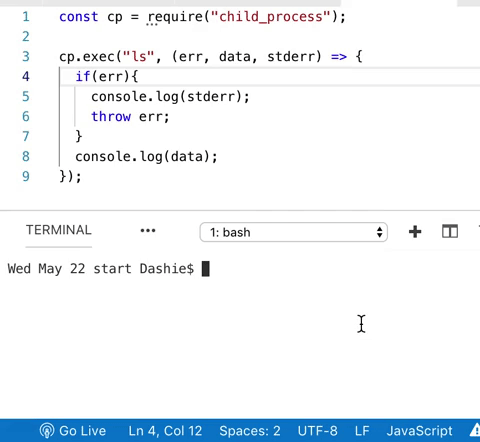 1 const cp = require("child_process");
2
3 cp.exec("ls", (err, data, stderr) => {
4 if(err){
5 console.log(stderr);
6 throw err;
7 }
8 console.log(data);
9 });
TERMINAL ••• 1: bash
Wed May 22 start Dashie$
Go Live Ln 4, Col 12 Spaces: 2 UTF-8 LF JavaScript